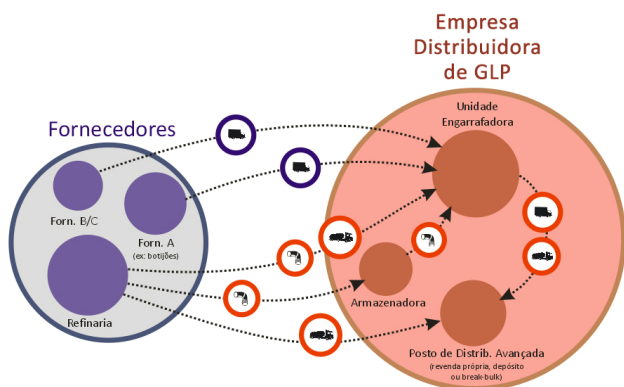 Empresa
Distribuidora
de GLP
Fornecedores
Unidade
Engarrafadora
Forn. B/C
Forn. A
(ex: botijões)
Refinaria
Armazenadora
Posto de Distrib. Avançada
(revenda própria, depósito
ou break-bulk)